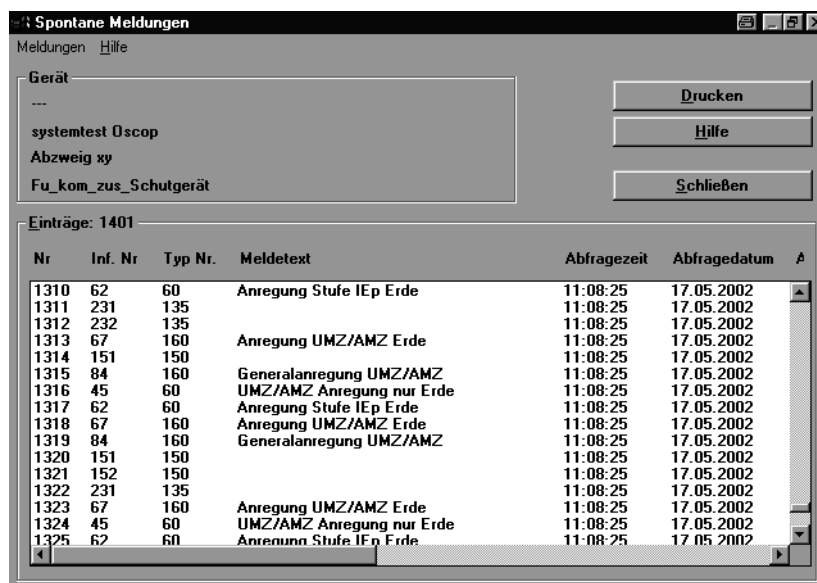 Spontane Meldungen
Meldungen Hilfe
Gerät
---
systemtest Oscop
Abzweig xy
Fu_kom_zus_Schutgerät
Drucken
Hilfe
Schließen
Einträge: 1401
Nr Inf. Nr Typ Nr. Meldetext Abfragezeit Abfragedatum A
1310 62 60 Anregung Stufe IEp Erde 11:08:25 17.05.2002
1311 231 135 11:08:25 17.05.2002
1312 232 135 11:08:25 17.05.2002
1313 67 160 Anregung UMZ/AMZ Erde 11:08:25 17.05.2002
1314 151 150 11:08:25 17.05.2002
1315 84 160 Generalanregung UMZ/AMZ 11:08:25 17.05.2002
1316 45 60 UMZ/AMZ Anregung nur Erde 11:08:25 17.05.2002
1317 62 60 Anregung Stufe IEp Erde 11:08:25 17.05.2002
1318 67 160 Anregung UMZ/AMZ Erde 11:08:25 17.05.2002
1319 84 160 Generalanregung UMZ/AMZ 11:08:25 17.05.2002
1320 151 150 11:08:25 17.05.2002
1321 152 150 11:08:25 17.05.2002
1322 231 135 11:08:25 17.05.2002
1323 67 160 Anregung UMZ/AMZ Erde 11:08:25 17.05.2002
1324 45 60 UMZ/AMZ Anregung nur Erde 11:08:25 17.05.2002
1325 62 60 Anregung Stufe IEp Erde 11:08:25 17.05.2002